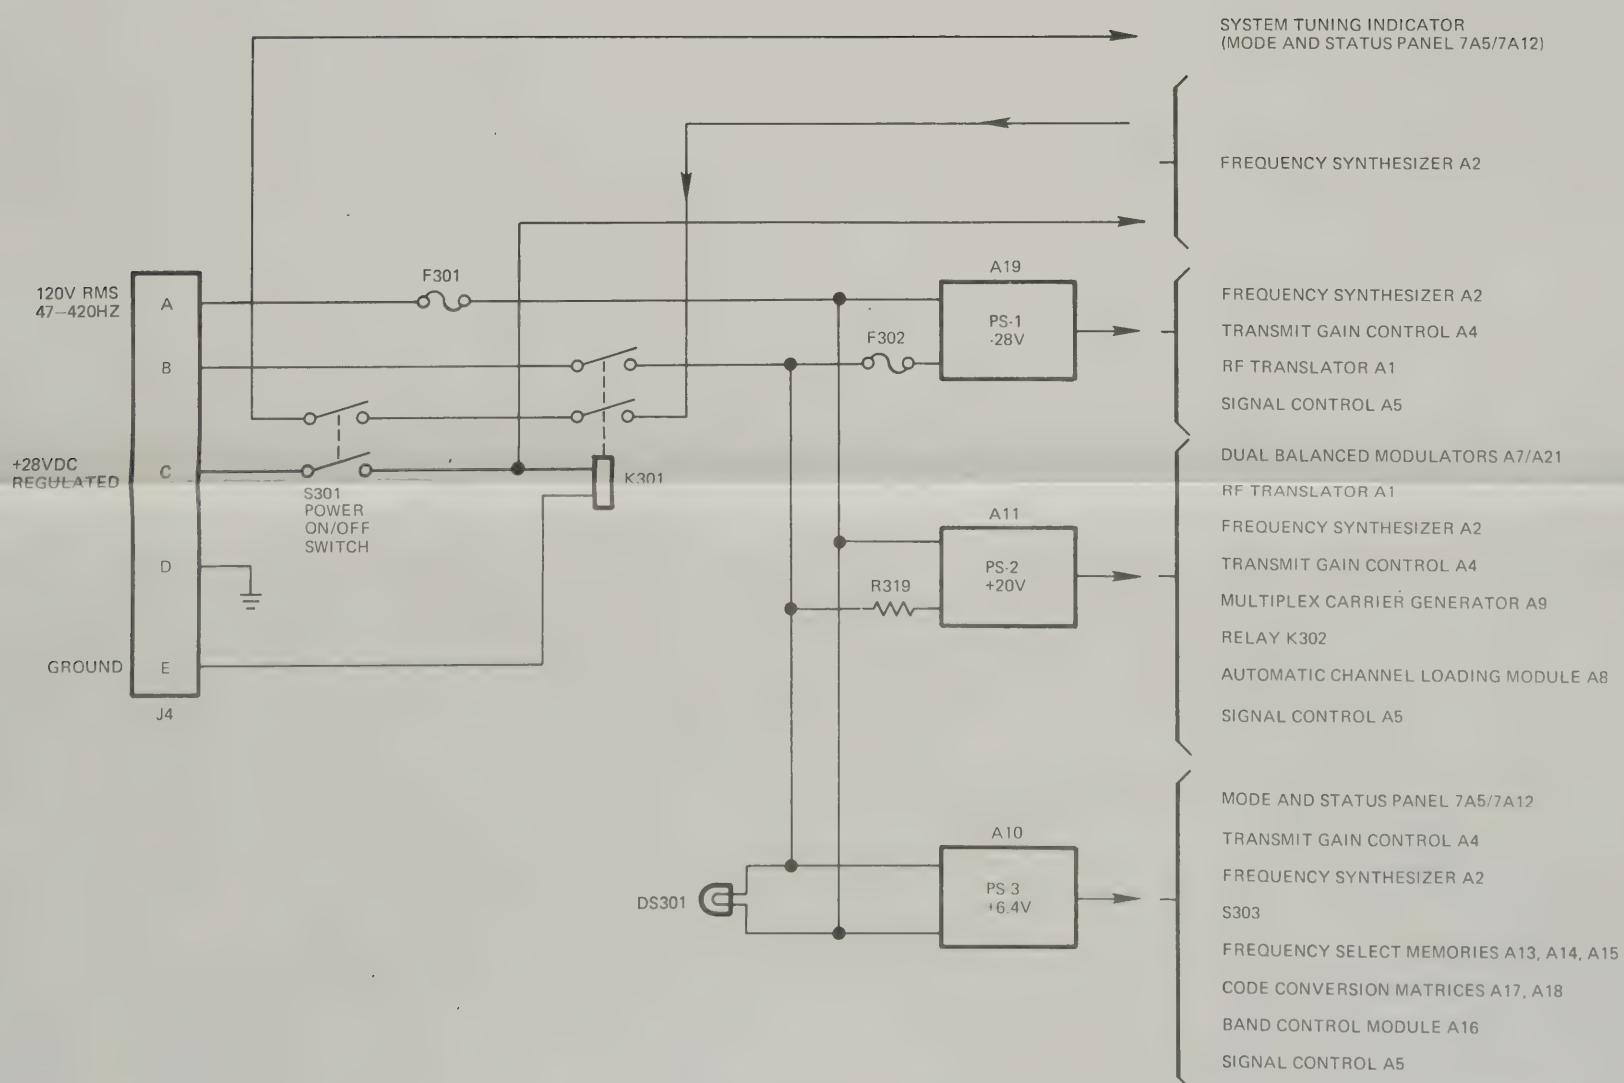 SYSTEM TUNING INDICATOR
(MODE AND STATUS PANEL 7A5/7A12)
FREQUENCY SYNTHESIZER A2
120V RMS
47–420HZ
A
B
+28VDC
REGULATED
C
D
GROUND
E
J4
F301
S301
POWER
ON/OFF
SWITCH
K301
A19
PS-1
-28V
F302
FREQUENCY SYNTHESIZER A2
TRANSMIT GAIN CONTROL A4
RF TRANSLATOR A1
SIGNAL CONTROL A5
A11
PS-2
+20V
R319
DUAL BALANCED MODULATORS A7/A21
RF TRANSLATOR A1
FREQUENCY SYNTHESIZER A2
TRANSMIT GAIN CONTROL A4
MULTIPLEX CARRIER GENERATOR A9
RELAY K302
AUTOMATIC CHANNEL LOADING MODULE A8
SIGNAL CONTROL A5
A10
PS 3
+6.4V
DS301
MODE AND STATUS PANEL 7A5/7A12
TRANSMIT GAIN CONTROL A4
FREQUENCY SYNTHESIZER A2
S303
FREQUENCY SELECT MEMORIES A13, A14, A15
CODE CONVERSION MATRICES A17, A18
BAND CONTROL MODULE A16
SIGNAL CONTROL A5